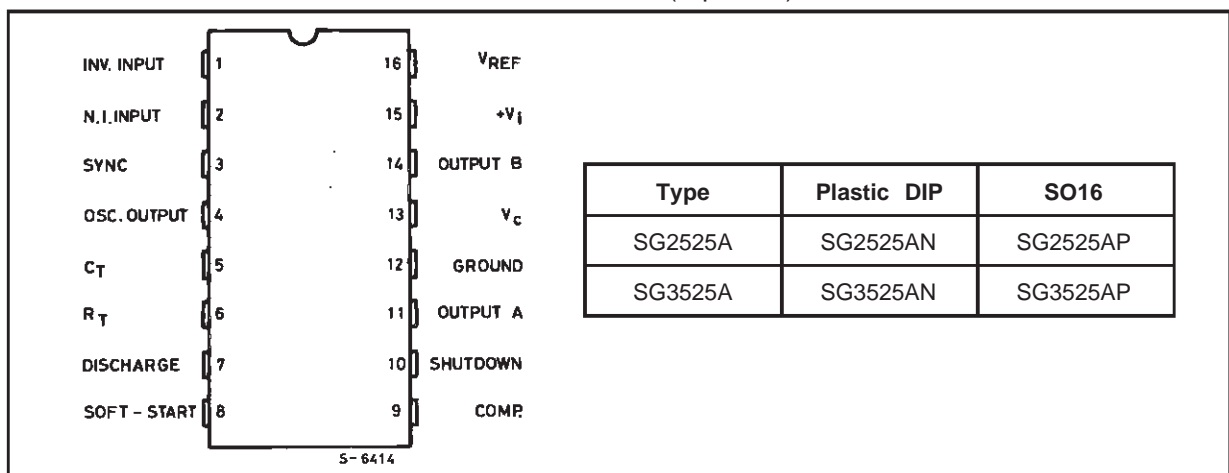 INV. INPUT 1 16 VREF
N.I.INPUT 2 15 +Vi
SYNC 3 14 OUTPUT B
OSC. OUTPUT 4 13 Vc
CT 5 12 GROUND
RT 6 11 OUTPUT A
DISCHARGE 7 10 SHUTDOWN
SOFT - START 8 9 COMP.
S-6414
Type Plastic DIP SO16
SG2525A SG2525AN SG2525AP
SG3525A SG3525AN SG3525AP